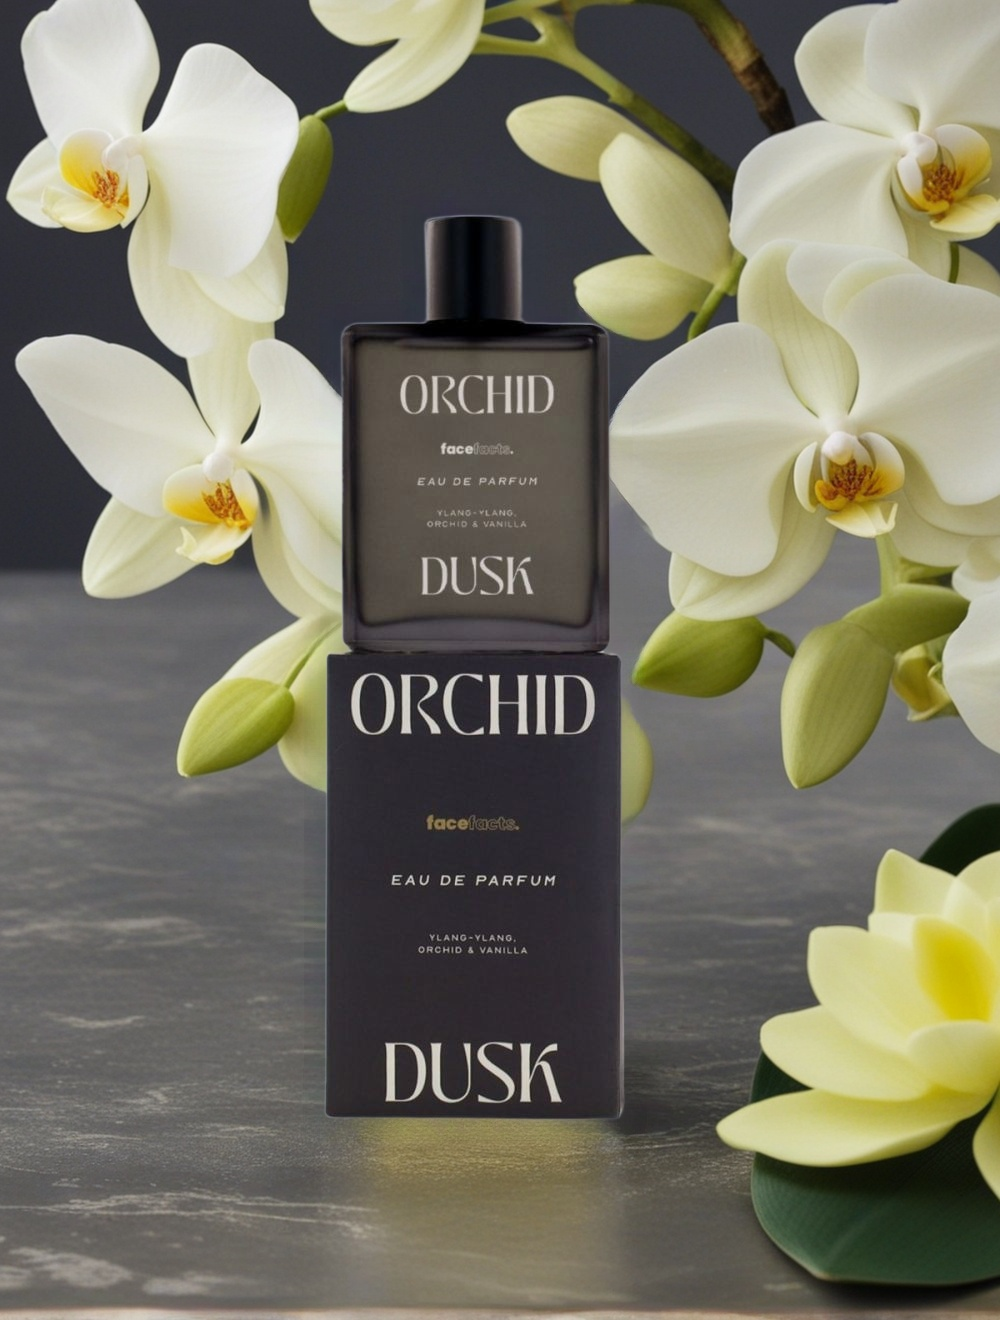 ORCHID
facefacts.
EAU DE PARFUM
YLANG-YLANG,
ORCHID & VANILLA
DUSK
ORCHID
facefacts.
EAU DE PARFUM
YLANG-YLANG,
ORCHID & VANILLA
DUSK